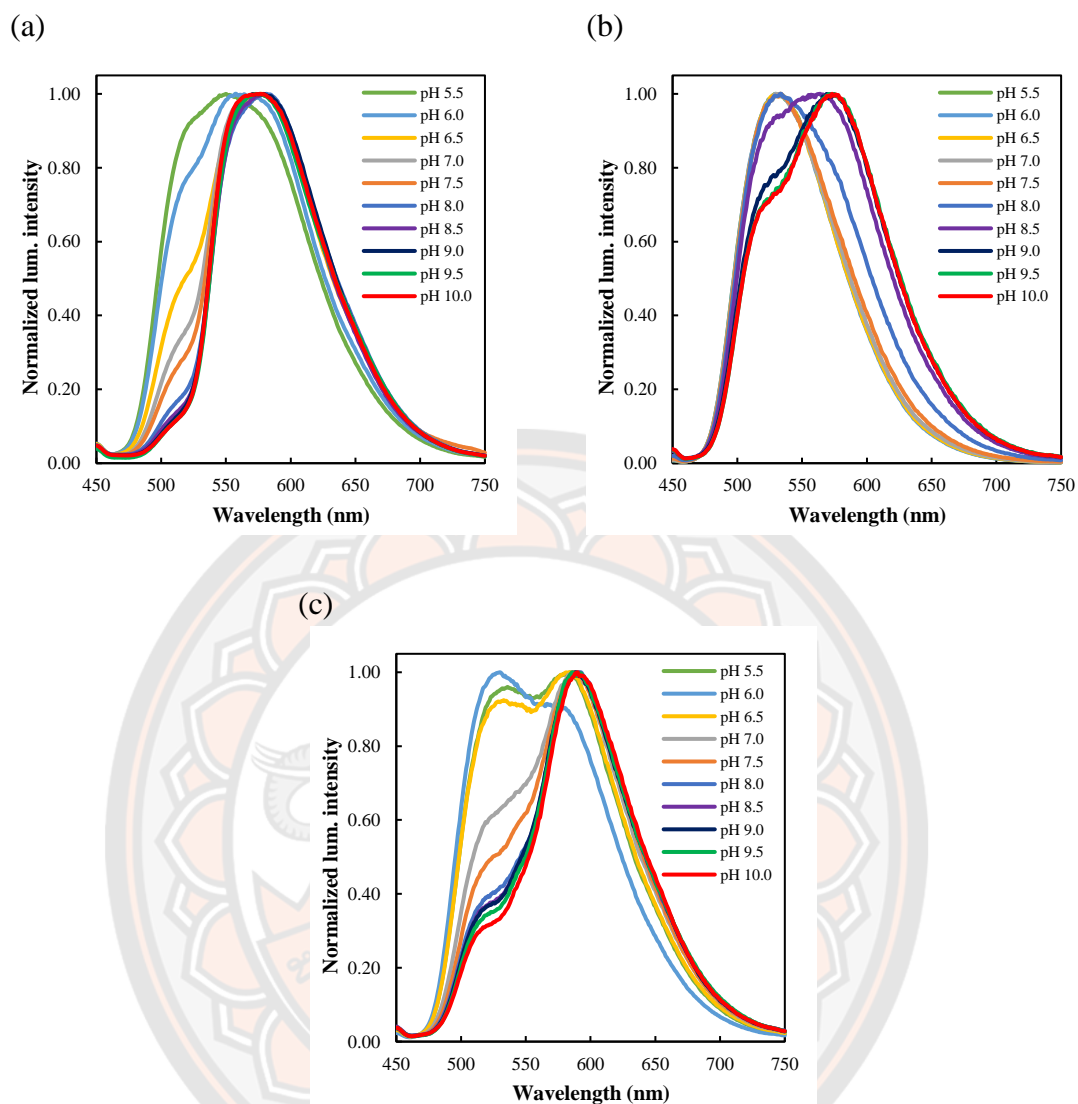 (a)
(b)
1.00
0.80
0.60
0.40
0.20
0.00
Normalized lum. intensity
pH 5.5
pH 6.0
pH 6.5
pH 7.0
pH 7.5
pH 8.0
pH 8.5
pH 9.0
pH 9.5
pH 10.0
450 500 550 600 650 700 750
Wavelength (nm)
1.00
0.80
0.60
0.40
0.20
0.00
Normalized lum. intensity
pH 5.5
pH 6.0
pH 6.5
pH 7.0
pH 7.5
pH 8.0
pH 8.5
pH 9.0
pH 9.5
pH 10.0
450 500 550 600 650 700 750
Wavelength (nm)
(c)
1.00
0.80
0.60
0.40
0.20
0.00
Normalized lum. intensity
pH 5.5
pH 6.0
pH 6.5
pH 7.0
pH 7.5
pH 8.0
pH 8.5
pH 9.0
pH 9.5
pH 10.0
450 500 550 600 650 700 750
Wavelength (nm)